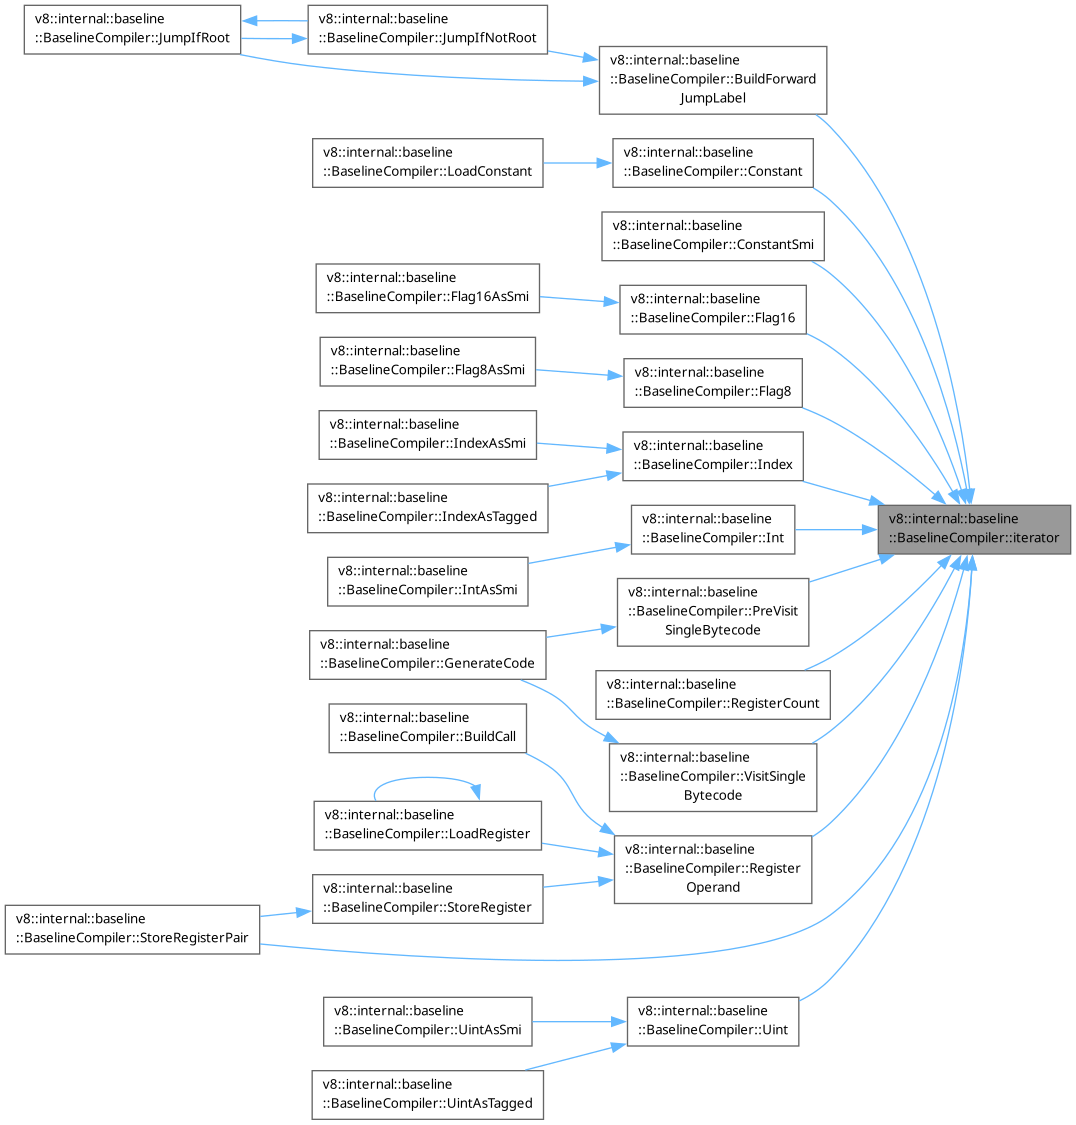 v8::internal::baseline
::BaselineCompiler::JumpIfRoot
v8::internal::baseline
::BaselineCompiler::JumpIfNotRoot
v8::internal::baseline
::BaselineCompiler::BuildForward
JumpLabel
v8::internal::baseline
::BaselineCompiler::LoadConstant
v8::internal::baseline
::BaselineCompiler::Constant
v8::internal::baseline
::BaselineCompiler::ConstantSmi
v8::internal::baseline
::BaselineCompiler::Flag16AsSmi
v8::internal::baseline
::BaselineCompiler::Flag16
v8::internal::baseline
::BaselineCompiler::Flag8AsSmi
v8::internal::baseline
::BaselineCompiler::Flag8
v8::internal::baseline
::BaselineCompiler::IndexAsSmi
v8::internal::baseline
::BaselineCompiler::Index
v8::internal::baseline
::BaselineCompiler::IndexAsTagged
v8::internal::baseline
::BaselineCompiler::Int
v8::internal::baseline
::BaselineCompiler::iterator
v8::internal::baseline
::BaselineCompiler::IntAsSmi
v8::internal::baseline
::BaselineCompiler::PreVisit
SingleBytecode
v8::internal::baseline
::BaselineCompiler::GenerateCode
v8::internal::baseline
::BaselineCompiler::RegisterCount
v8::internal::baseline
::BaselineCompiler::BuildCall
v8::internal::baseline
::BaselineCompiler::VisitSingle
Bytecode
v8::internal::baseline
::BaselineCompiler::LoadRegister
v8::internal::baseline
::BaselineCompiler::Register
Operand
v8::internal::baseline
::BaselineCompiler::StoreRegister
v8::internal::baseline
::BaselineCompiler::StoreRegisterPair
v8::internal::baseline
::BaselineCompiler::UintAsSmi
v8::internal::baseline
::BaselineCompiler::Uint
v8::internal::baseline
::BaselineCompiler::UintAsTagged